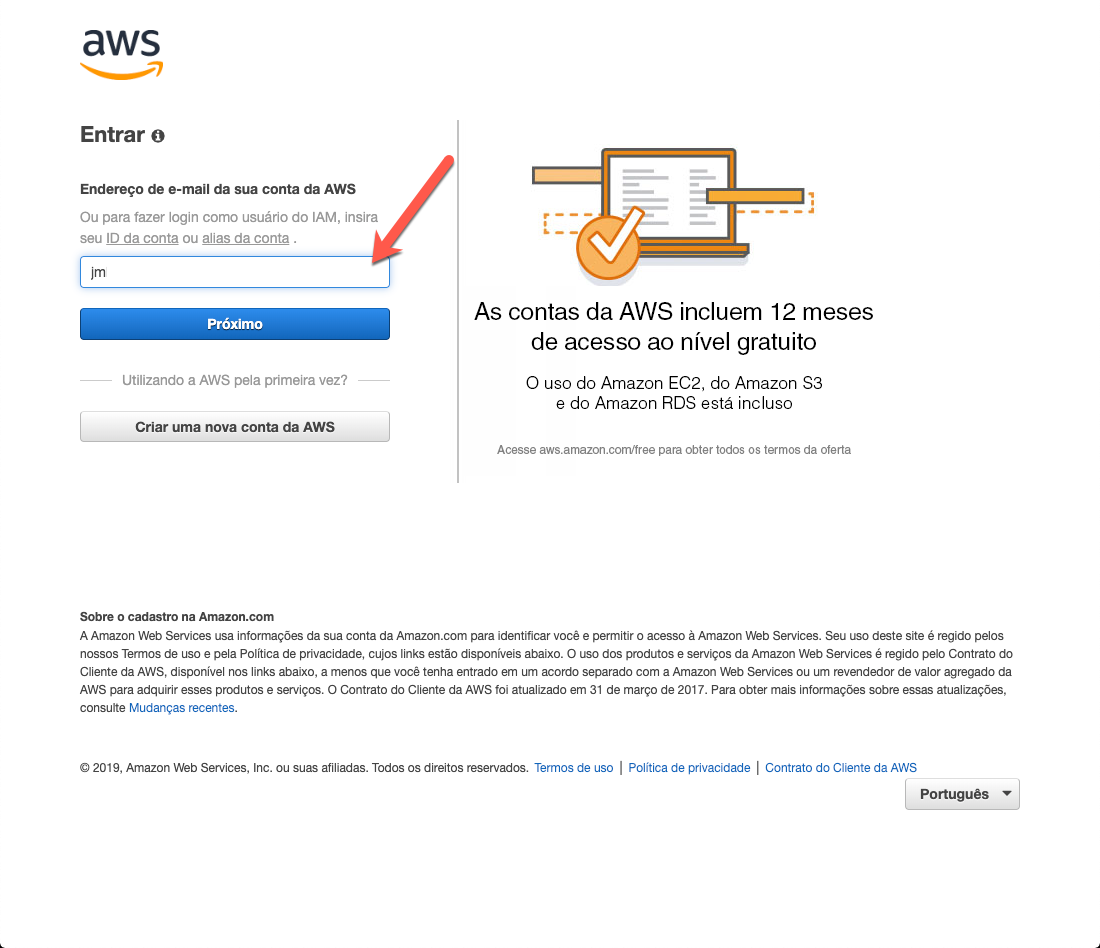 aws
Entrar
Endereço de e-mail da sua conta da AWS
Ou para fazer login como usuário do IAM, insira
seu ID da conta ou alias da conta .
jm
Próximo
Utilizando a AWS pela primeira vez?
Criar uma nova conta da AWS
As contas da AWS incluem 12 meses
de acesso ao nível gratuito
O uso do Amazon EC2, do Amazon S3
e do Amazon RDS está incluso
Acesse aws.amazon.com/free para obter todos os termos da oferta
Sobre o cadastro na Amazon.com
A Amazon Web Services usa informações da sua conta da Amazon.com para identificar você e permitir o acesso à Amazon Web Services. Seu uso deste site é regido pelos
nossos Termos de uso e pela Política de privacidade, cujos links estão disponíveis abaixo. O uso dos produtos e serviços da Amazon Web Services é regido pelo Contrato do
Cliente da AWS, disponível nos links abaixo, a menos que você tenha entrado em um acordo separado com a Amazon Web Services ou um revendedor de valor agregado da
AWS para adquirir esses produtos e serviços. O Contrato do Cliente da AWS foi atualizado em 31 de março de 2017. Para obter mais informações sobre essas atualizações,
consulte Mudanças recentes.
© 2019, Amazon Web Services, Inc. ou suas afiliadas. Todos os direitos reservados. Termos de uso | Política de privacidade | Contrato do Cliente da AWS
Português